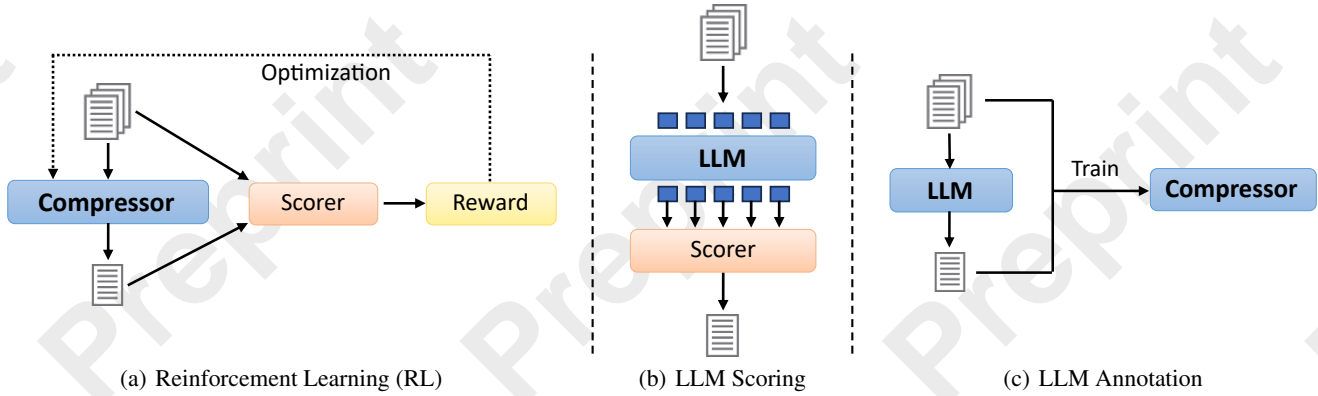 Optimization
Compressor
Scorer
Reward
(a) Reinforcement Learning (RL)
LLM
Scorer
(b) LLM Scoring
LLM
Train
Compressor
(c) LLM Annotation
Preprint
Preprint
Preprint